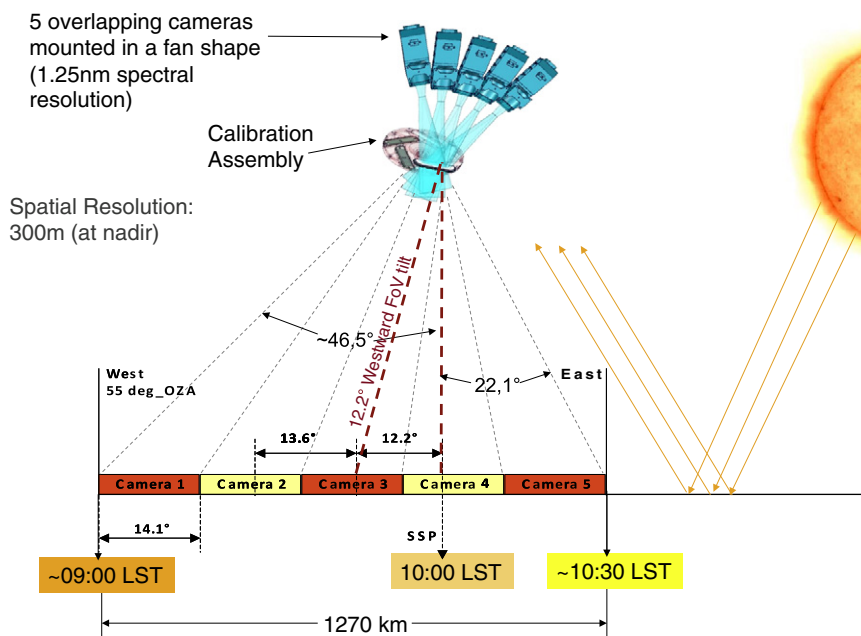 5 overlapping cameras
mounted in a fan shape
(1.25nm spectral
resolution)
Calibration
Assembly
Spatial Resolution:
300m (at nadir)
12.2° Westward FoV tilt
~46,5°
22,1°
West
55 deg_OZA
East
13.6°
12.2°
Camera 1
Camera 2
Camera 3
Camera 4
Camera 5
14.1°
SSP
~09:00 LST
10:00 LST
~10:30 LST
1270 km